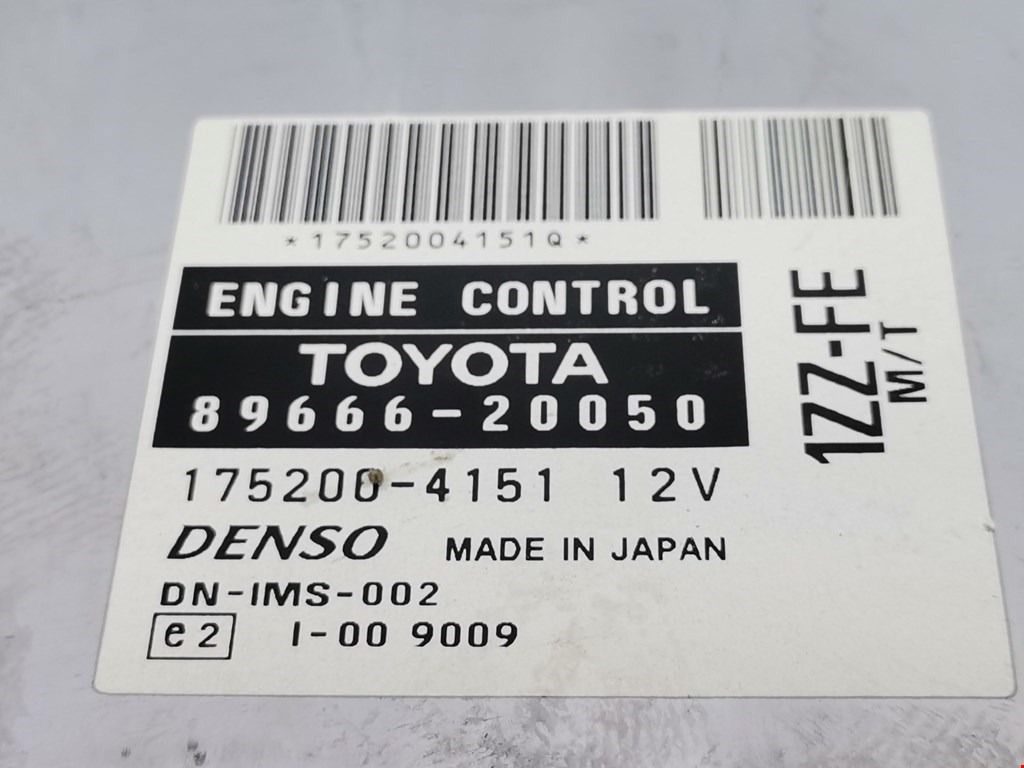 *1752004151Q*
ENGINE CONTROL
TOYOTA
89666-20050
175200-4151 12V
DENSO MADE IN JAPAN
DN-IMS-002
e2 I-00 9009
1ZZ-FE
M/T